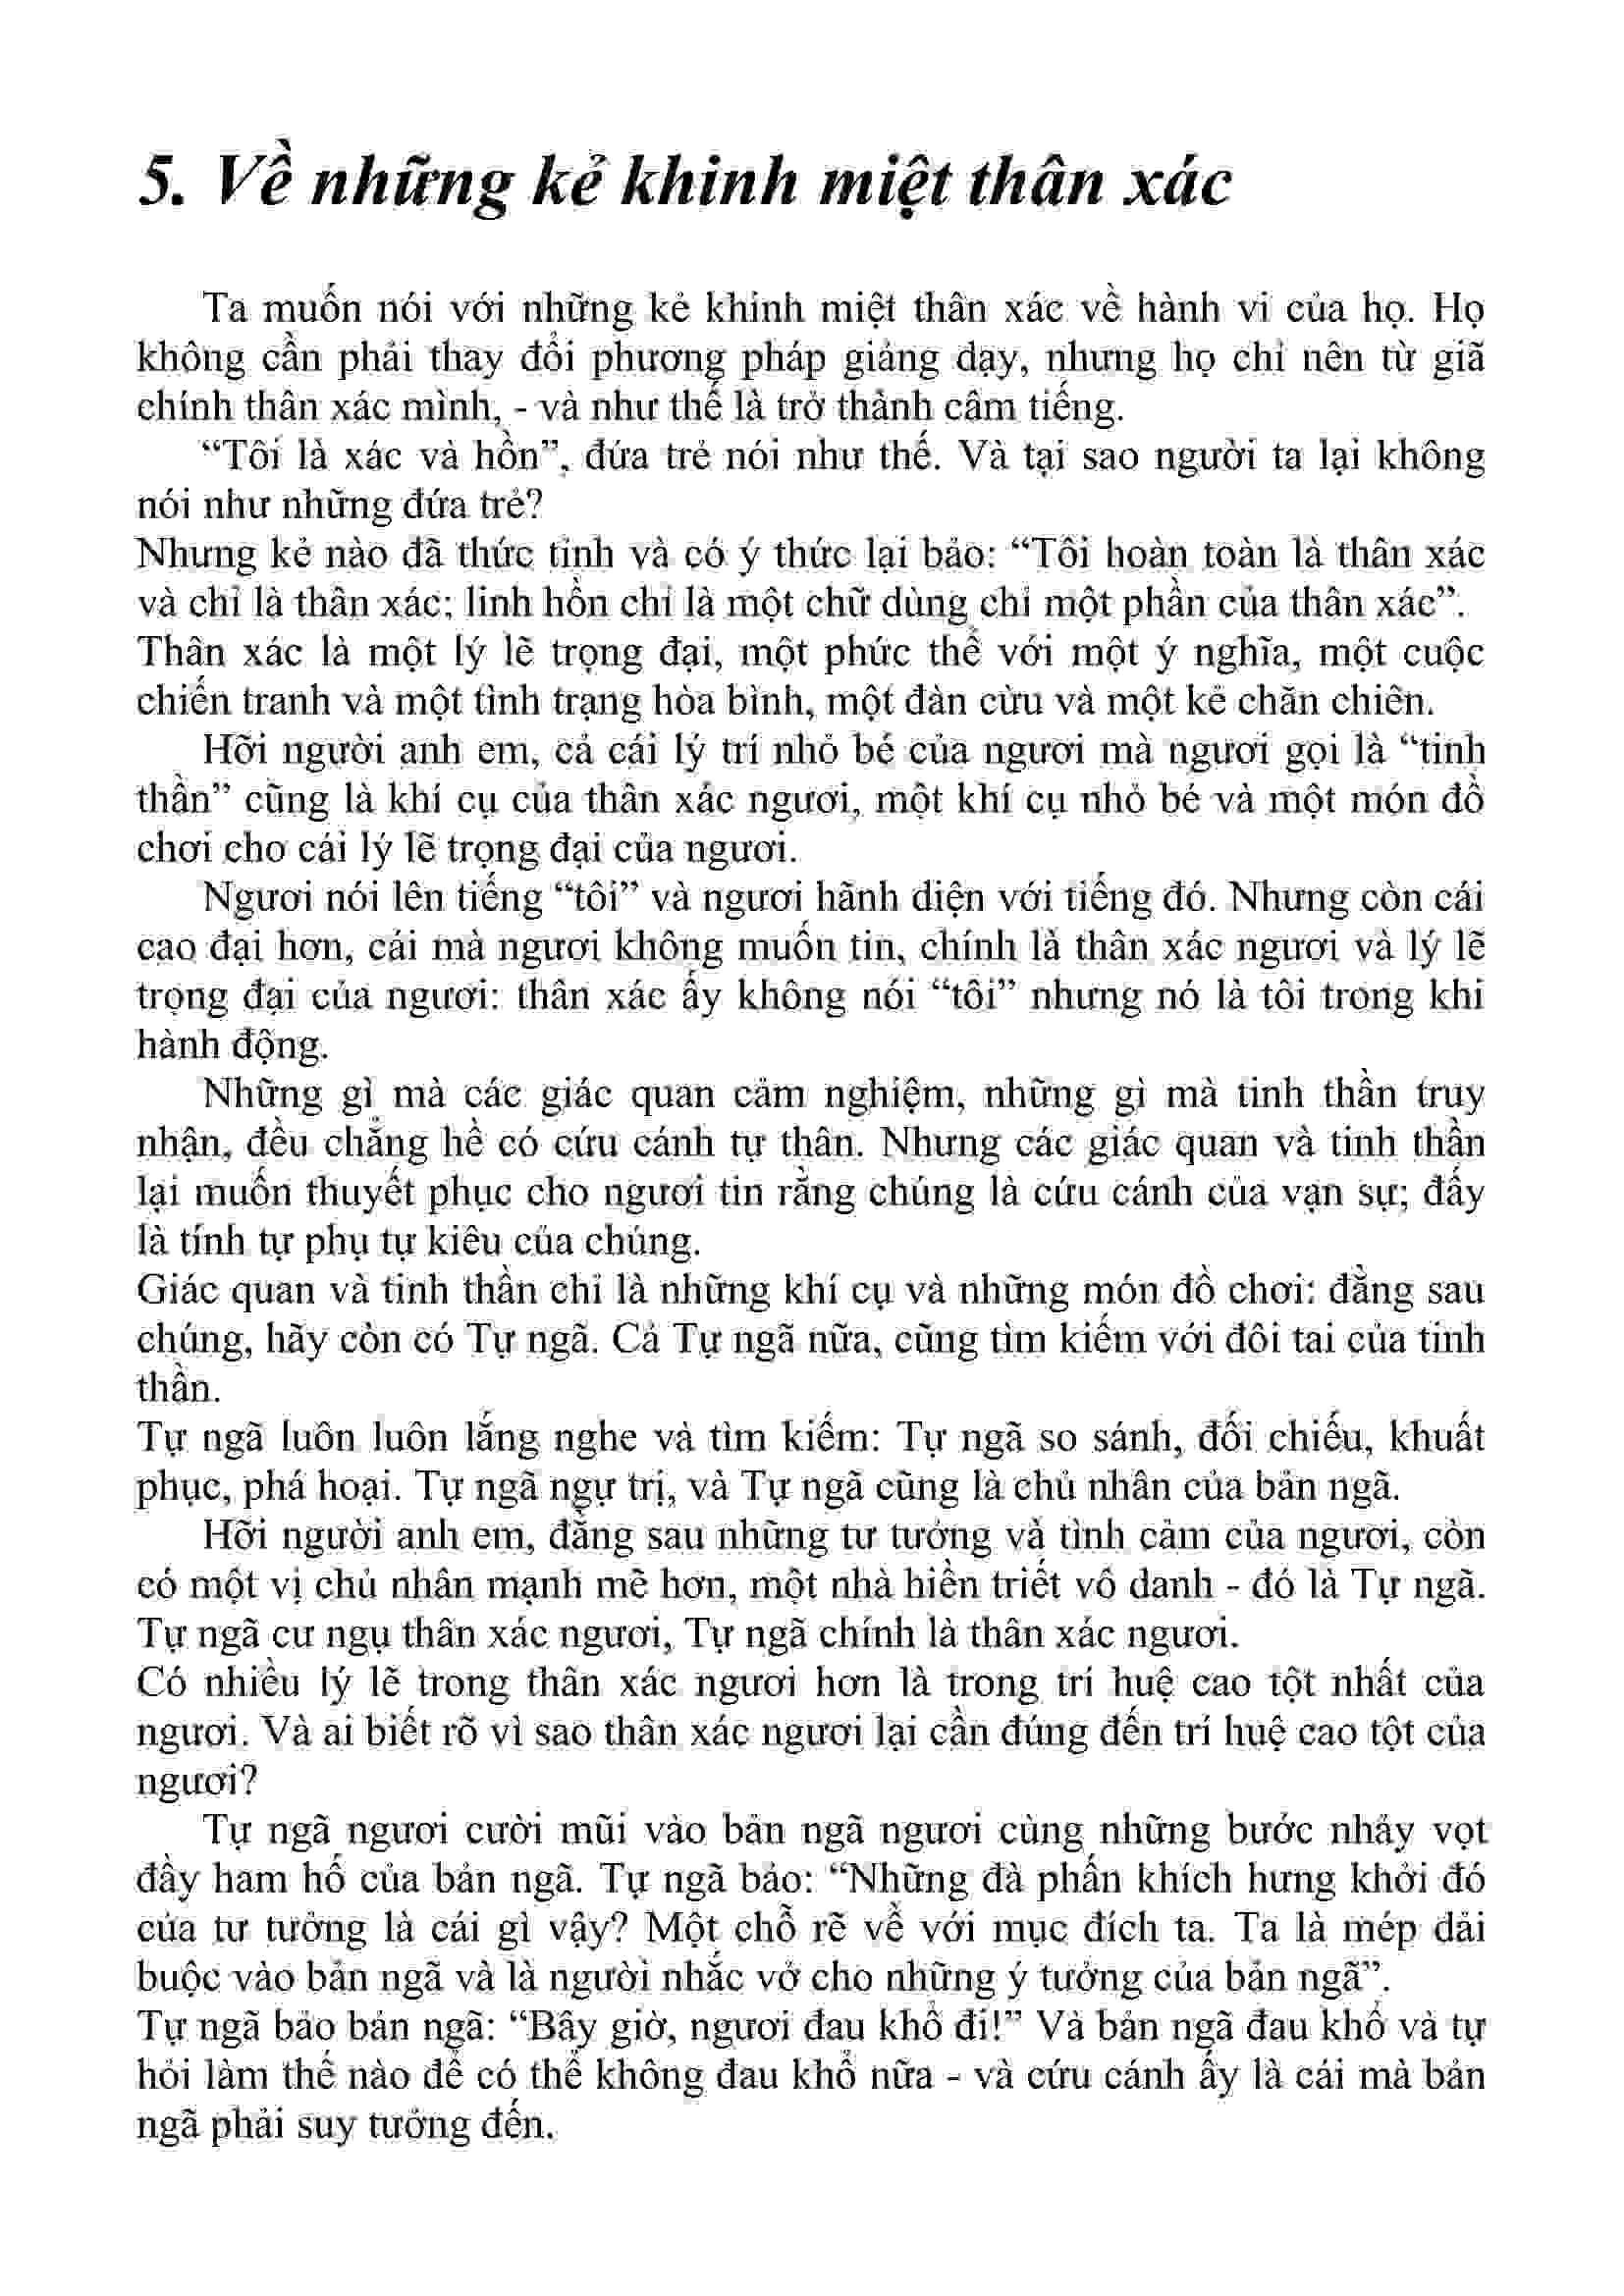 5. Về những kẻ khinh miệt thân xác
Ta muốn nói với những kẻ khinh miệt thân xác về hành vi của họ. Họ
không cần phải thay đổi phương pháp giảng dạy, nhưng họ chỉ nên từ giã
chính thân xác mình, - và như thế là trở thành câm tiếng.
“Tôi là xác và hồn”, đứa trẻ nói như thế. Và tại sao người ta lại không
nói như những đứa trẻ?
Nhưng kẻ nào đã thức tỉnh và có ý thức lại bảo: “Tôi hoàn toàn là thân xác
và chỉ là thân xác; linh hồn chỉ là một chữ dùng chỉ một phần của thân xác”.
Thân xác là một lý lẽ trọng đại, một phức thể với một ý nghĩa, một cuộc
chiến tranh và một tình trạng hòa bình, một đàn cừu và một kẻ chăn chiên.
Hỡi người anh em, cả cái lý trí nhỏ bé của ngươi mà ngươi gọi là “tinh
thần” cũng là khí cụ của thân xác ngươi, một khí cụ nhỏ bé và một món đồ
chơi cho cái lý lẽ trọng đại của ngươi.
Ngươi nói lên tiếng “tôi” và ngươi hãnh diện với tiếng đó. Nhưng còn cái
cao đại hơn, cái mà ngươi không muốn tin, chính là thân xác ngươi và lý lẽ
trọng đại của ngươi: thân xác ấy không nói “tôi” nhưng nó là tôi trong khi
hành động.
Những gì mà các giác quan cảm nghiệm, những gì mà tinh thần truy
nhận, đều chẳng hề có cứu cánh tự thân. Nhưng các giác quan và tinh thần
lại muốn thuyết phục cho ngươi tin rằng chúng là cứu cánh của vạn sự; đấy
là tính tự phụ tự kiêu của chúng.
Giác quan và tinh thần chỉ là những khí cụ và những món đồ chơi: đằng sau
chúng, hãy còn có Tự ngã. Cả Tự ngã nữa, cũng tìm kiếm với đôi tai của tinh
thần.
Tự ngã luôn luôn lắng nghe và tìm kiếm: Tự ngã so sánh, đối chiếu, khuất
phục, phá hoại. Tự ngã ngự trị, và Tự ngã cũng là chủ nhân của bản ngã.
Hỡi người anh em, đằng sau những tư tưởng và tình cảm của ngươi, còn
có một vị chủ nhân mạnh mẽ hơn, một nhà hiền triết vô danh - đó là Tự ngã.
Tự ngã cư ngụ thân xác ngươi, Tự ngã chính là thân xác ngươi.
Có nhiều lý lẽ trong thân xác ngươi hơn là trong trí huệ cao tột nhất của
ngươi. Và ai biết rõ vì sao thân xác ngươi lại cần đúng đến trí huệ cao tột của
ngươi?
Tự ngã ngươi cười mũi vào bản ngã ngươi cùng những bước nhảy vọt
đầy ham hố của bản ngã. Tự ngã bảo: “Những đà phấn khích hưng khởi đó
của tư tưởng là cái gì vậy? Một chỗ rẽ về với mục đích ta. Ta là mép dải
buộc vào bản ngã và là người nhắc vở cho những ý tưởng của bản ngã”.
Tự ngã bảo bản ngã: “Bây giờ, ngươi đau khổ đi!” Và bản ngã đau khổ và tự
hỏi làm thế nào để có thể không đau khổ nữa - và cứu cánh ấy là cái mà bản
ngã phải suy tưởng đến.